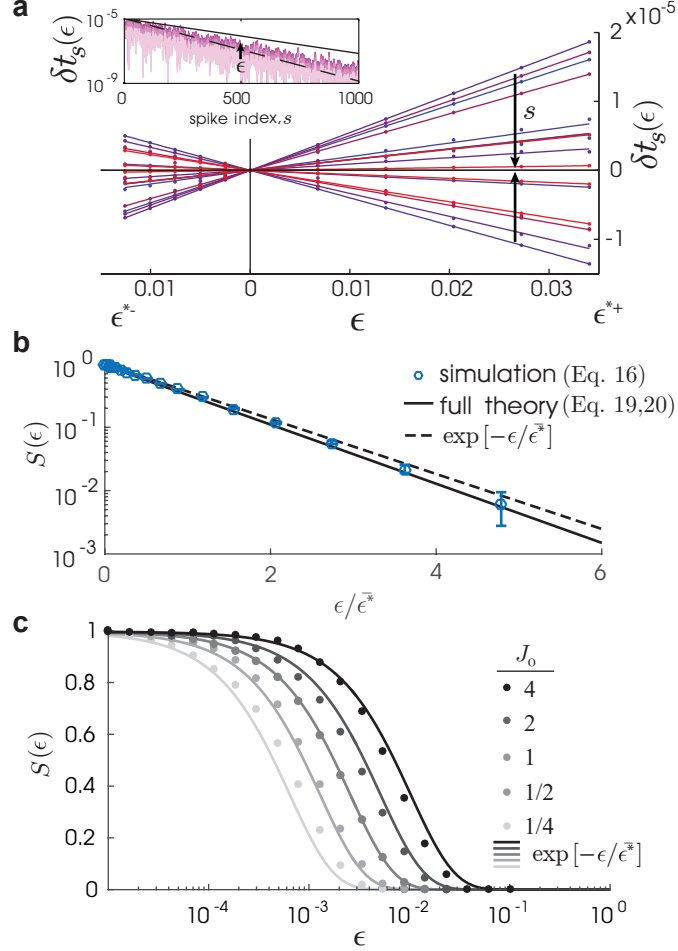 a
10^-5
10^-9
δt_s(ϵ)
ϵ
0 500 1000
spike index, s
2 ×10^-5
1
0
-1
δt_s(ϵ)
s
0.01 0 0.01 0.02 0.03
ϵ*- ϵ ϵ*+
b
10^0
10^-1
10^-2
10^-3
S(ϵ)
simulation (Eq. 16)
full theory (Eq. 19,20)
exp [-ϵ/ϵ̄*]
0 2 4 6
ϵ/ϵ̄*
c
1
0.8
0.6
0.4
0.2
0
S(ϵ)
J_0
4
2
1
1/2
1/4
exp [-ϵ/ϵ̄*]
10^-4 10^-3 10^-2 10^-1 10^0
ϵ